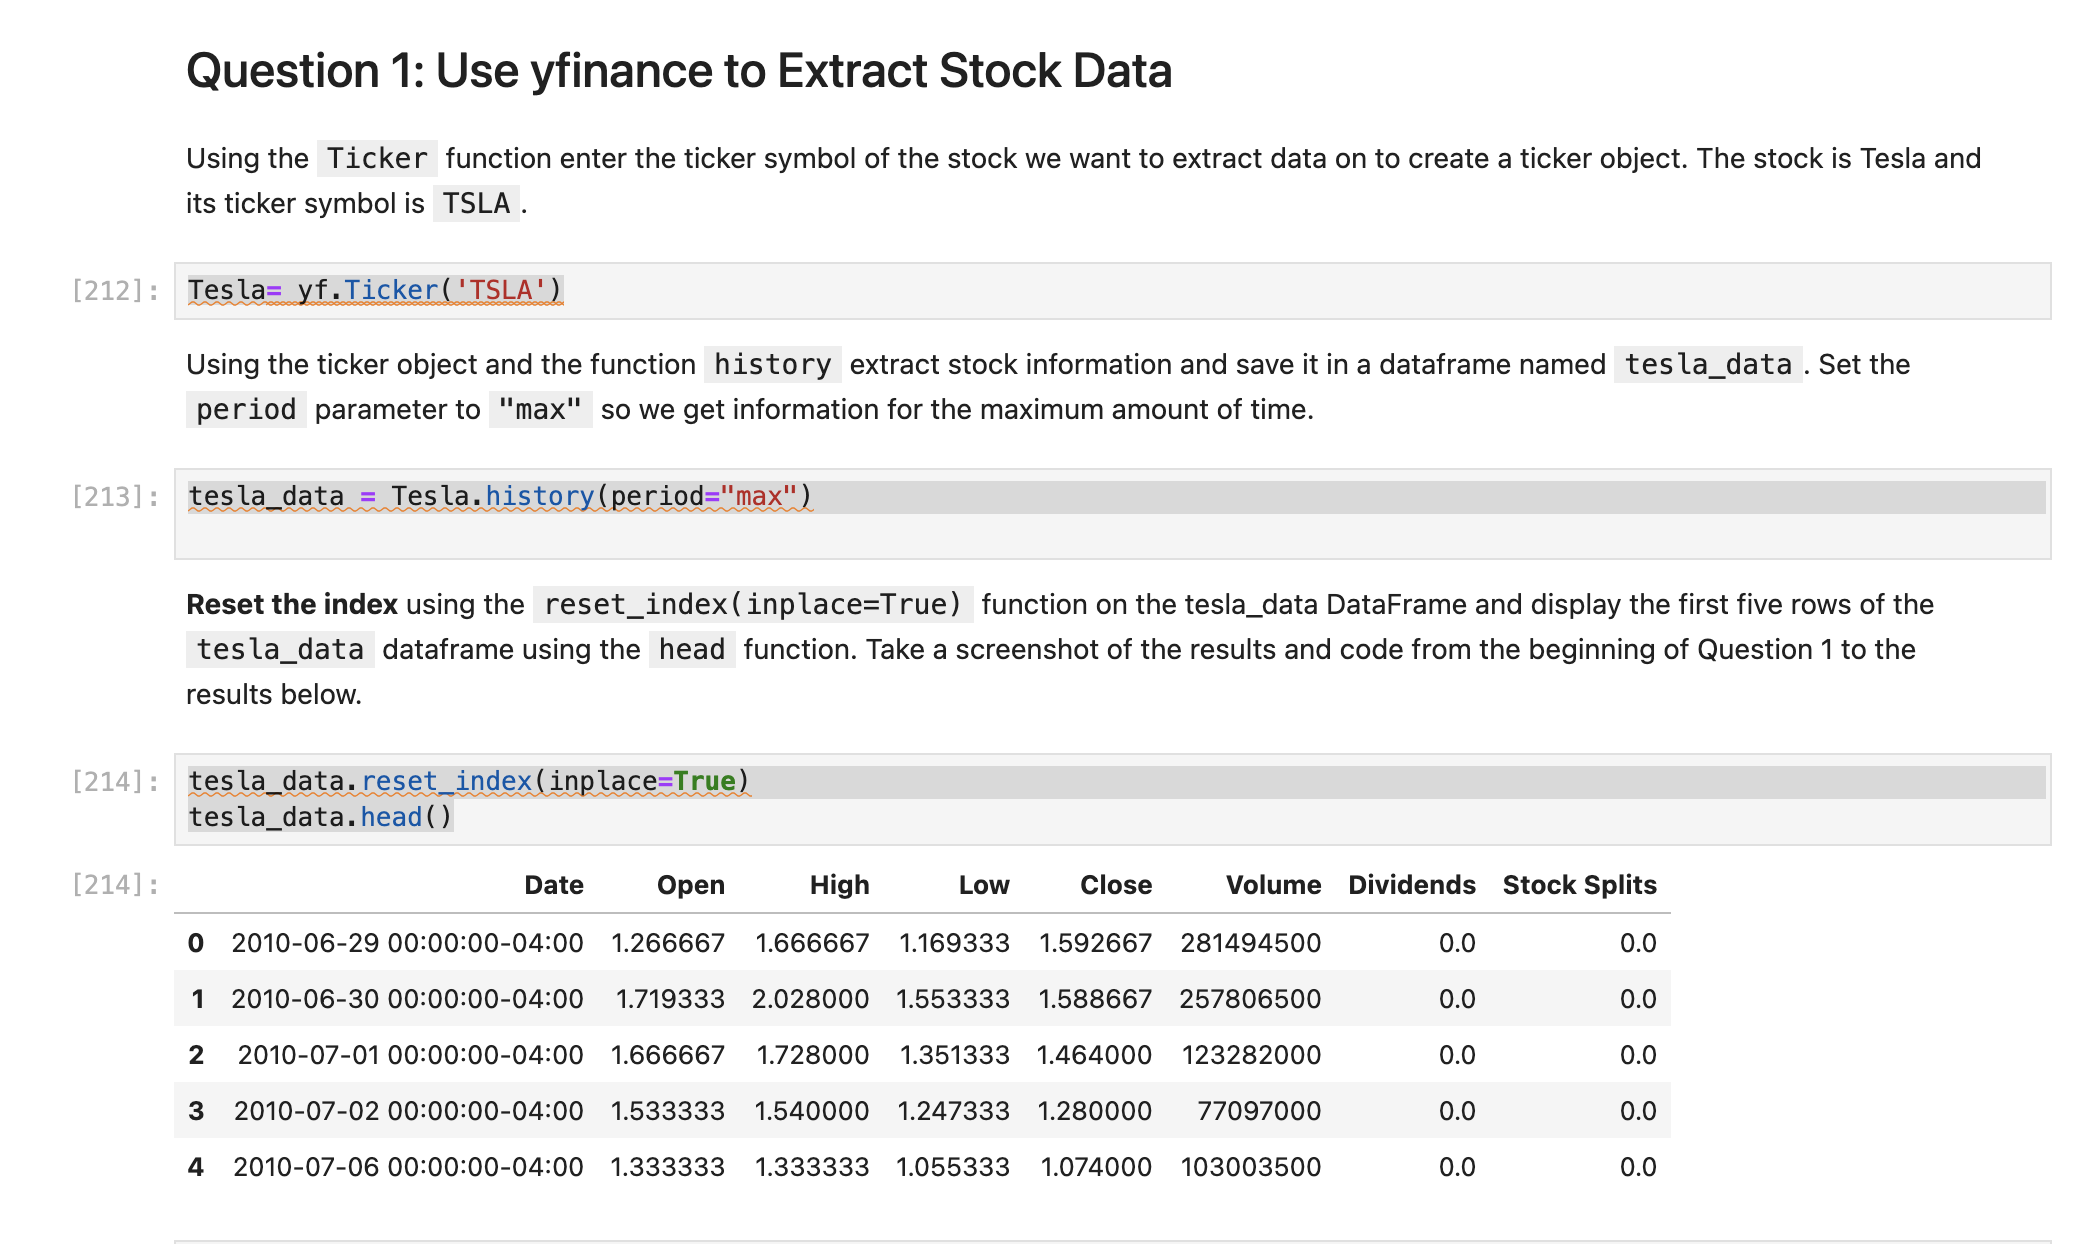 Question 1: Use yfinance to Extract Stock Data
Using the Ticker function enter the ticker symbol of the stock we want to extract data on to create a ticker object. The stock is Tesla and
its ticker symbol is TSLA .
[212]: Tesla= yf.Ticker('TSLA')
Using the ticker object and the function history extract stock information and save it in a dataframe named tesla_data . Set the
period parameter to "max" so we get information for the maximum amount of time.
[213]: tesla_data = Tesla.history(period="max")
Reset the index using the reset_index(inplace=True) function on the tesla_data DataFrame and display the first five rows of the
tesla_data dataframe using the head function. Take a screenshot of the results and code from the beginning of Question 1 to the
results below.
[214]: tesla_data.reset_index(inplace=True)
tesla_data.head()
[214]: Date Open High Low Close Volume Dividends Stock Splits
0 2010-06-29 00:00:00-04:00 1.266667 1.666667 1.169333 1.592667 281494500 0.0 0.0
1 2010-06-30 00:00:00-04:00 1.719333 2.028000 1.553333 1.588667 257806500 0.0 0.0
2 2010-07-01 00:00:00-04:00 1.666667 1.728000 1.351333 1.464000 123282000 0.0 0.0
3 2010-07-02 00:00:00-04:00 1.533333 1.540000 1.247333 1.280000 77097000 0.0 0.0
4 2010-07-06 00:00:00-04:00 1.333333 1.333333 1.055333 1.074000 103003500 0.0 0.0